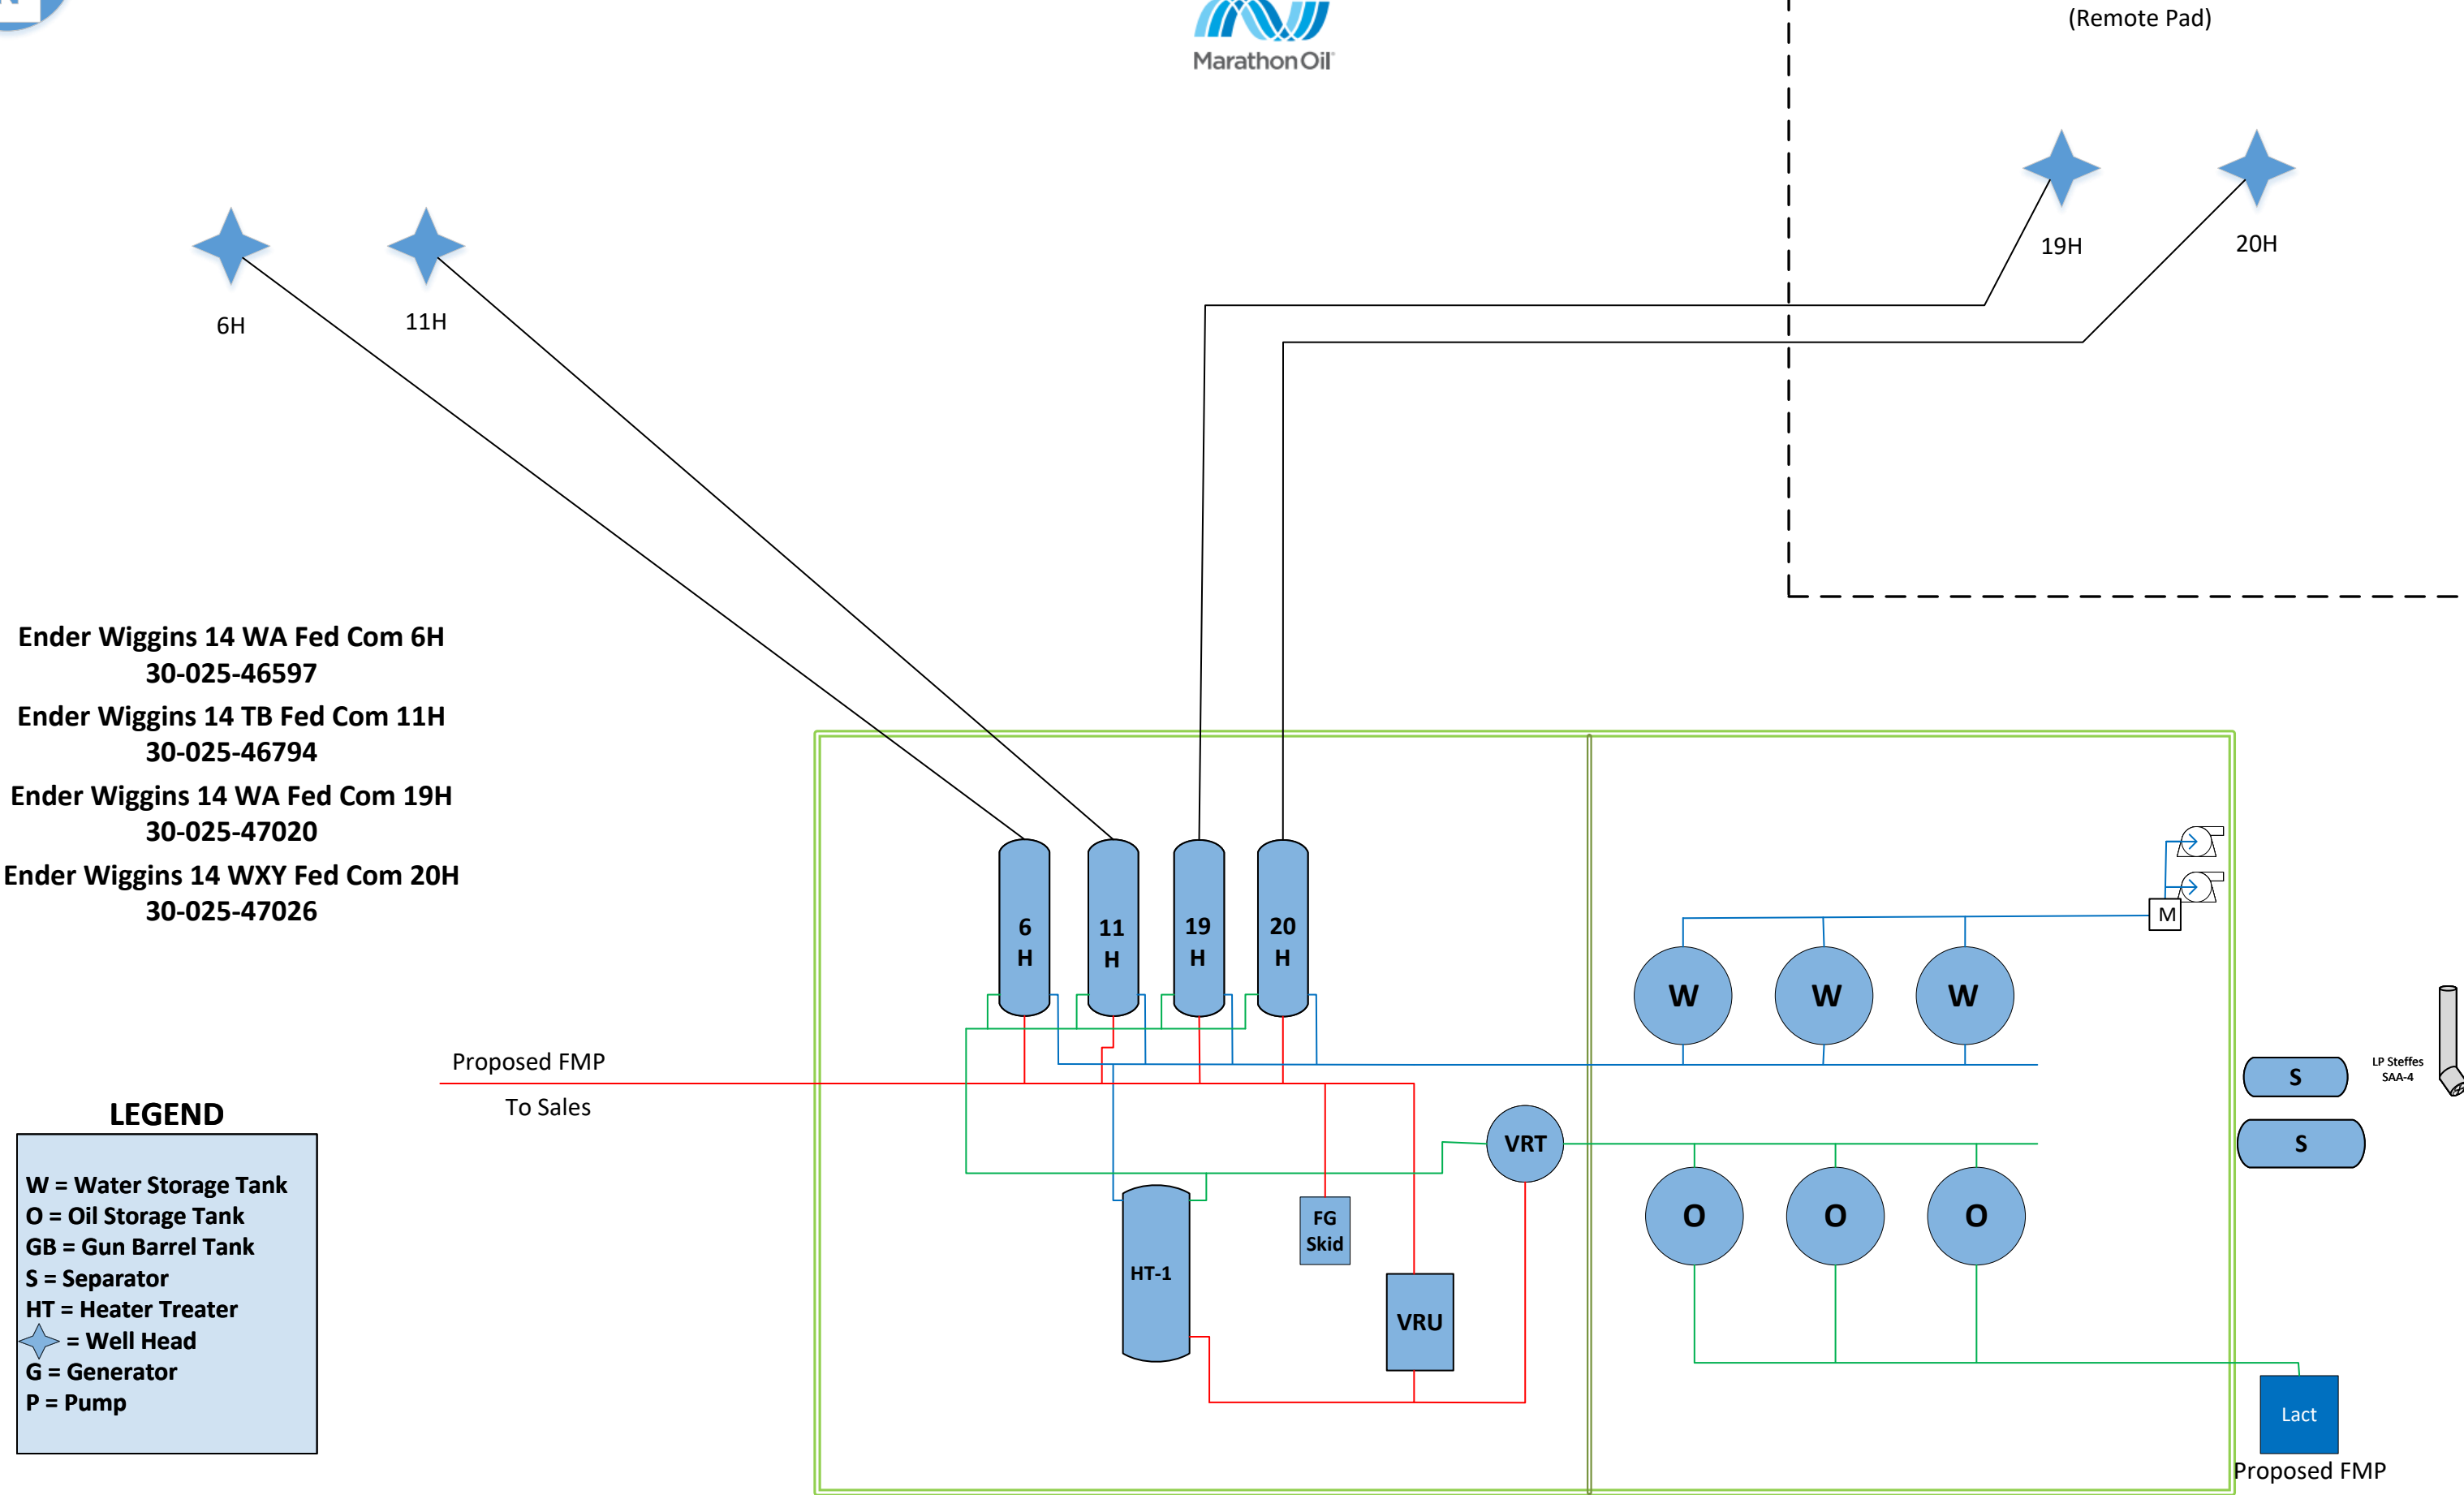 N
Marathon Oil
(Remote Pad)
6H
11H
19H
20H
Ender Wiggins 14 WA Fed Com 6H
30-025-46597
Ender Wiggins 14 TB Fed Com 11H
30-025-46794
Ender Wiggins 14 WA Fed Com 19H
30-025-47020
Ender Wiggins 14 WXY Fed Com 20H
30-025-47026
6
H
11
H
19
H
20
H
M
W
W
W
Proposed FMP
To Sales
S
LP Steffes
SAA-4
S
VRT
O
O
O
FG
Skid
HT-1
VRU
Lact
Proposed FMP
LEGEND
W = Water Storage Tank
O = Oil Storage Tank
GB = Gun Barrel Tank
S = Separator
HT = Heater Treater
= Well Head
G = Generator
P = Pump